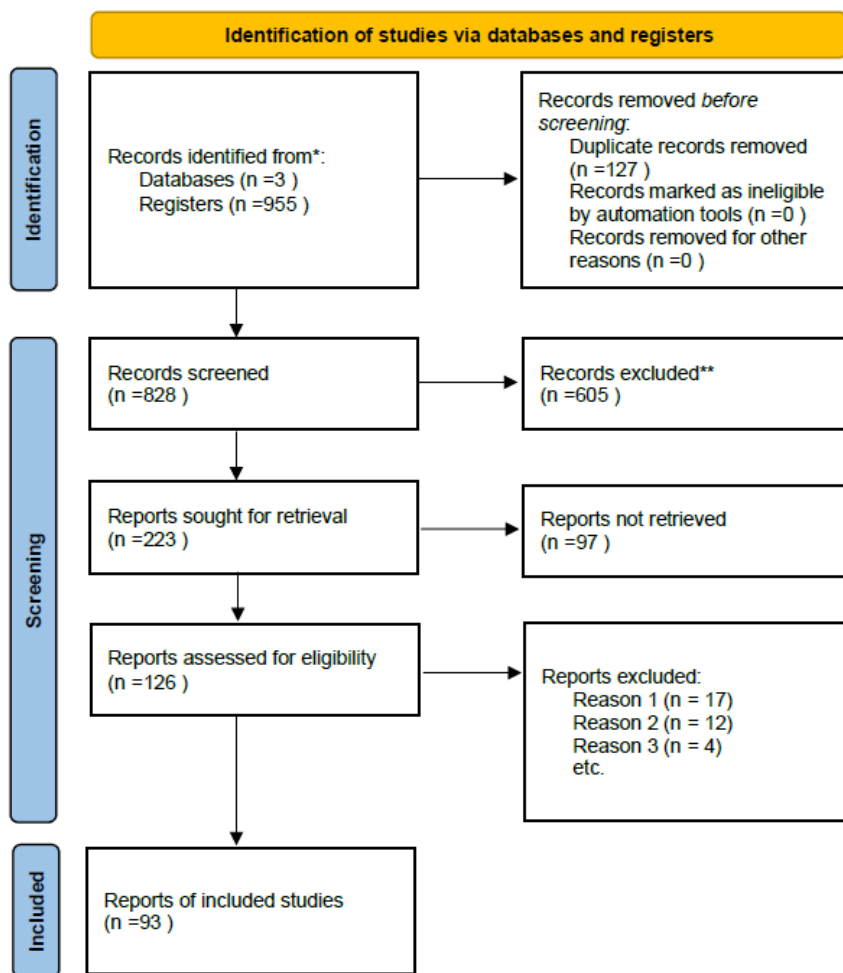 Identification of studies via databases and registers
Identification
Records identified from*:
Databases (n =3 )
Registers (n =955 )
Records removed before
screening:
Duplicate records removed
(n =127 )
Records marked as ineligible
by automation tools (n =0 )
Records removed for other
reasons (n =0 )
Screening
Records screened
(n =828 )
Records excluded**
(n =605 )
Reports sought for retrieval
(n =223 )
Reports not retrieved
(n =97 )
Reports assessed for eligibility
(n =126 )
Reports excluded:
Reason 1 (n = 17)
Reason 2 (n = 12)
Reason 3 (n = 4)
etc.
Included
Reports of included studies
(n =93 )